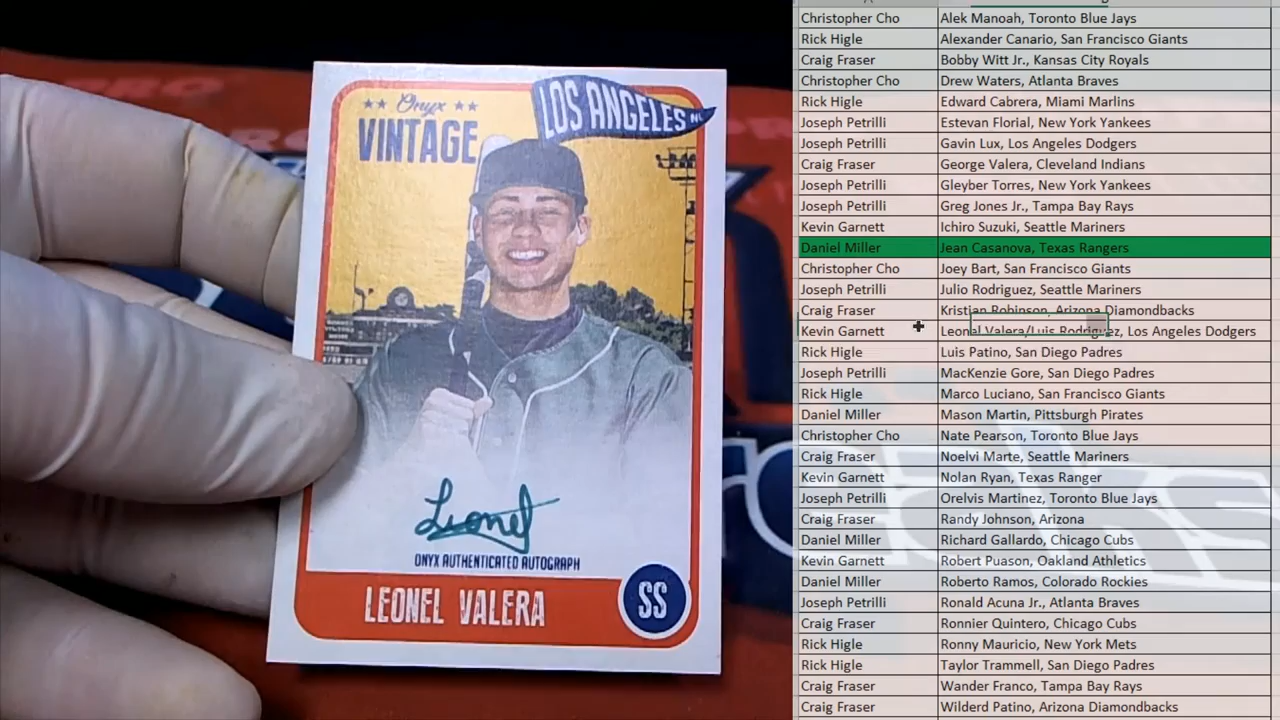 ★★ Onyx ★★
VINTAGE
LOS ANGELES NL
Leonel
ONYX AUTHENTICATED AUTOGRAPH
LEONEL VALERA
SS
Christopher Cho Alek Manoah, Toronto Blue Jays
Rick Higle Alexander Canario, San Francisco Giants
Craig Fraser Bobby Witt Jr., Kansas City Royals
Christopher Cho Drew Waters, Atlanta Braves
Rick Higle Edward Cabrera, Miami Marlins
Joseph Petrilli Estevan Florial, New York Yankees
Joseph Petrilli Gavin Lux, Los Angeles Dodgers
Craig Fraser George Valera, Cleveland Indians
Joseph Petrilli Gleyber Torres, New York Yankees
Joseph Petrilli Greg Jones Jr., Tampa Bay Rays
Kevin Garnett Ichiro Suzuki, Seattle Mariners
Daniel Miller Jean Casanova, Texas Rangers
Christopher Cho Joey Bart, San Francisco Giants
Joseph Petrilli Julio Rodriguez, Seattle Mariners
Craig Fraser Kristian Robinson, Arizona Diamondbacks
Kevin Garnett Leonel Valera/Luis Rodriguez, Los Angeles Dodgers
Rick Higle Luis Patino, San Diego Padres
Joseph Petrilli MacKenzie Gore, San Diego Padres
Rick Higle Marco Luciano, San Francisco Giants
Daniel Miller Mason Martin, Pittsburgh Pirates
Christopher Cho Nate Pearson, Toronto Blue Jays
Craig Fraser Noelvi Marte, Seattle Mariners
Kevin Garnett Nolan Ryan, Texas Ranger
Joseph Petrilli Orelvis Martinez, Toronto Blue Jays
Craig Fraser Randy Johnson, Arizona
Daniel Miller Richard Gallardo, Chicago Cubs
Kevin Garnett Robert Puason, Oakland Athletics
Daniel Miller Roberto Ramos, Colorado Rockies
Joseph Petrilli Ronald Acuna Jr., Atlanta Braves
Craig Fraser Ronnier Quintero, Chicago Cubs
Rick Higle Ronny Mauricio, New York Mets
Rick Higle Taylor Trammell, San Diego Padres
Craig Fraser Wander Franco, Tampa Bay Rays
Craig Fraser Wilderd Patino, Arizona Diamondbacks